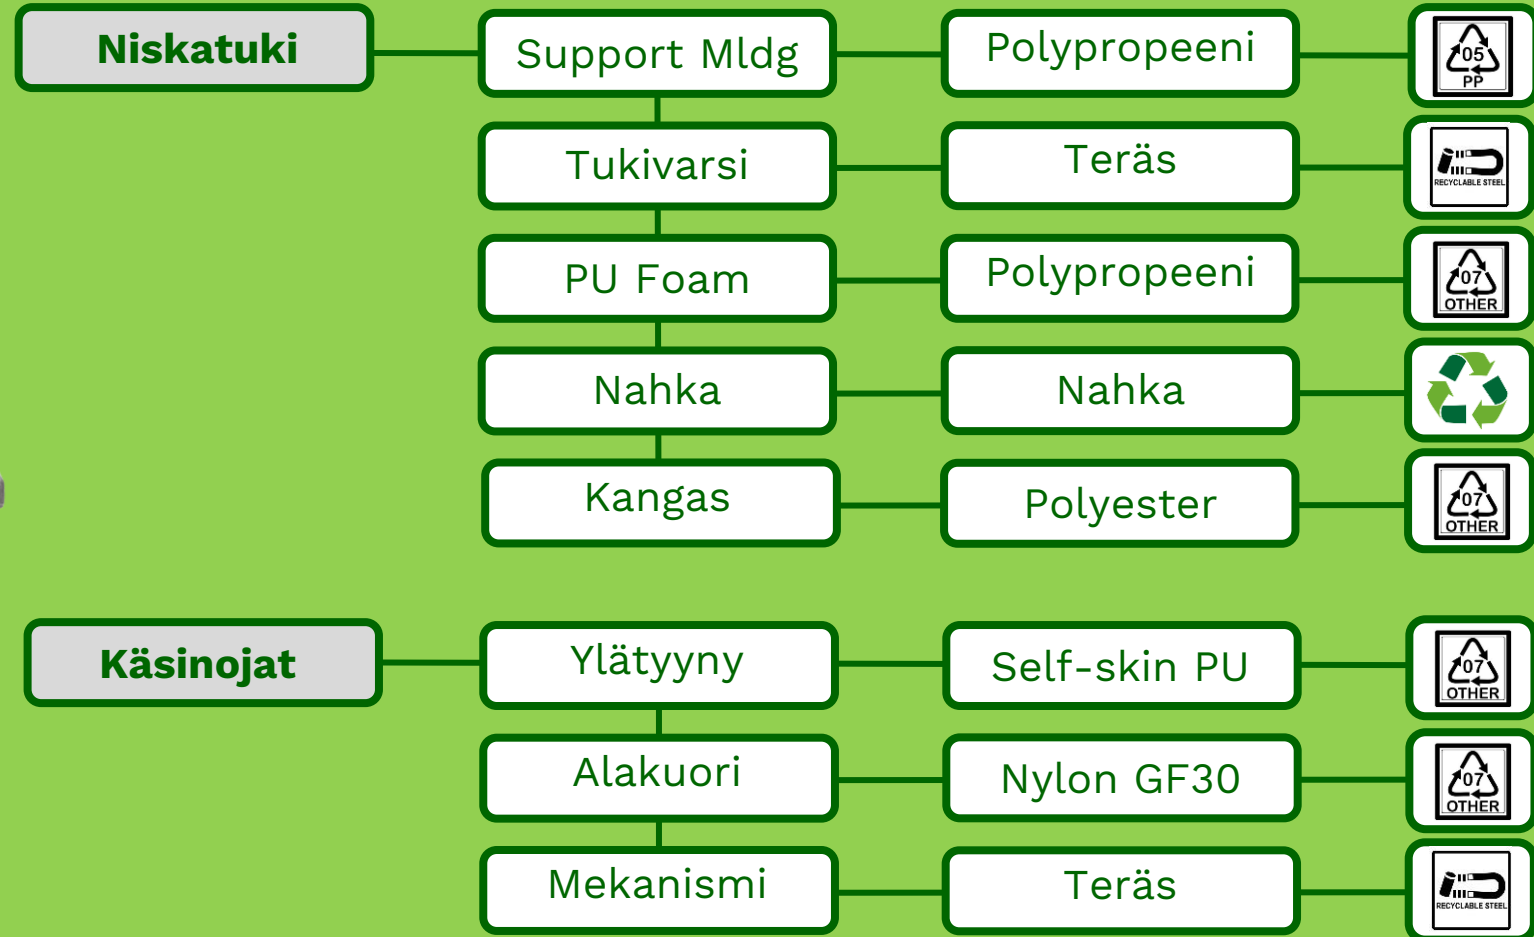 Niskatuki
Support Mldg
Polypropeeni
05
PP
Tukivarsi
Teräs
RECYCLABLE STEEL
PU Foam
Polypropeeni
07
OTHER
Nahka
Nahka
Kangas
Polyester
07
OTHER
Käsinojat
Ylätyyny
Self-skin PU
07
OTHER
Alakuori
Nylon GF30
07
OTHER
Mekanismi
Teräs
RECYCLABLE STEEL